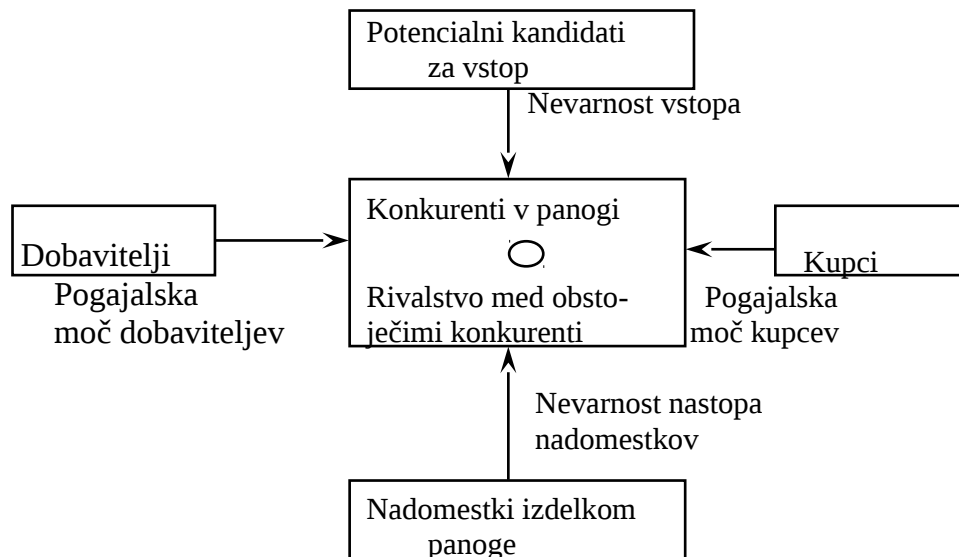 Potencialni kandidati
za vstop
Nevarnost vstopa
Konkurenti v panogi
Dobavitelji
Kupci
Pogajalska
moč dobaviteljev
Rivalstvo med obsto-
ječimi konkurenti
Pogajalska
moč kupcev
Nevarnost nastopa
nadomestkov
Nadomestki izdelkom
panoge